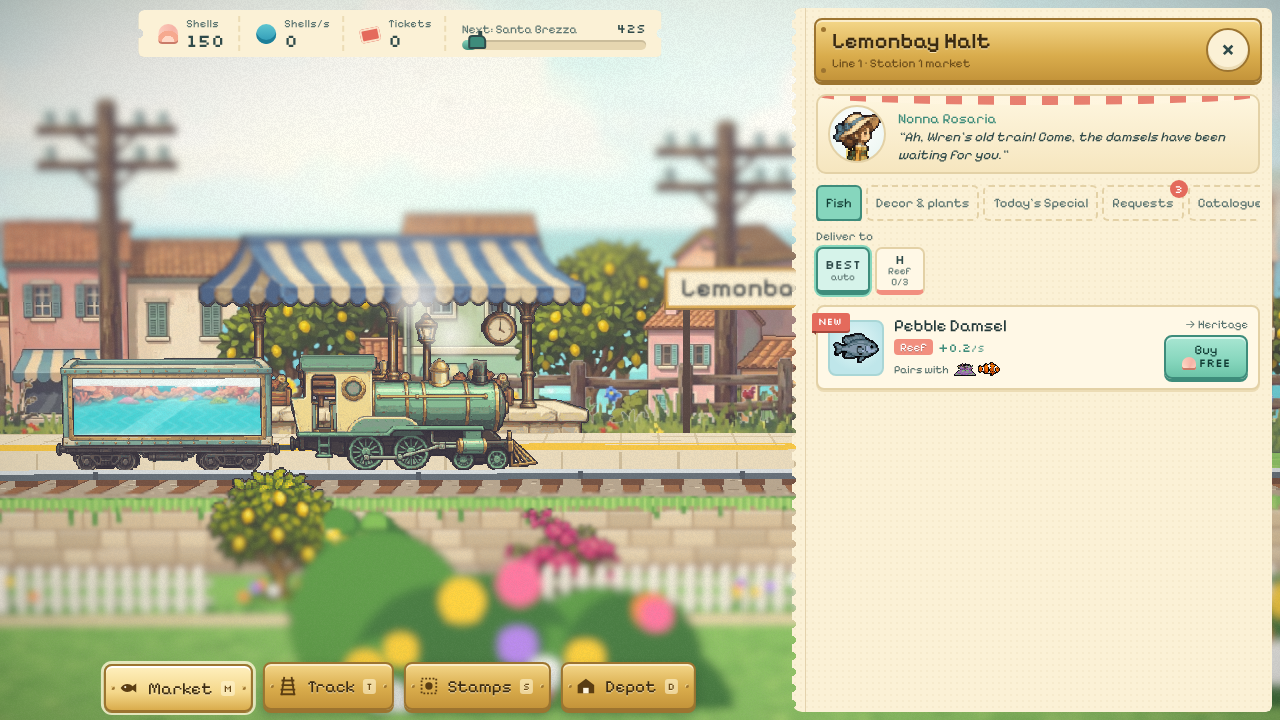 Shells
150
Shells/s
0
Tickets
0
Next: Santa Brezza 42S
Lemonbay Halt
Line 1 · Station 1 market
×
Nonna Rosaria
"Ah, Wren's old train! Come, the damsels have been
waiting for you."
Fish
Decor & plants
Today's Special
Requests
3
Catalogue
Deliver to
BEST
auto
H
Reef
0/3
NEW
Pebble Damsel
→ Heritage
Reef +0.2/s
Pairs with
Buy
FREE
Lemonba
Market M
Track T
Stamps S
Depot D